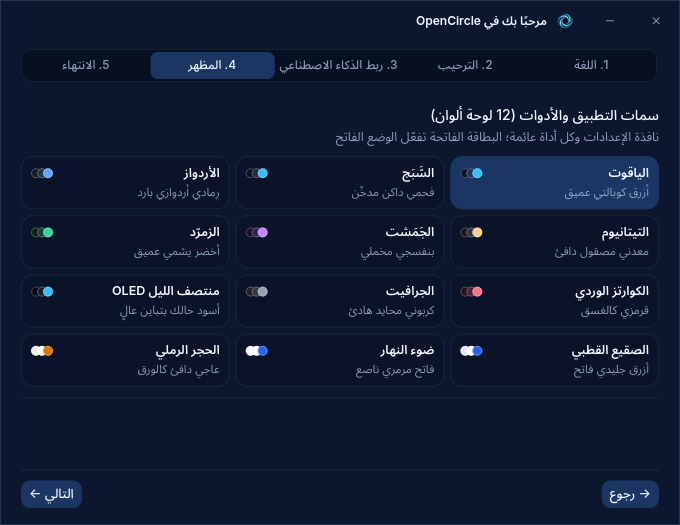 مرحبًا بك في OpenCircle
1. اللغة
2. الترحيب
3. ربط الذكاء الاصطناعي
4. المظهر
5. الانتهاء
سمات التطبيق والأدوات (12 لوحة ألوان)
نافذة الإعدادات وكل أداة عائمة؛ البطاقة الفاتحة تفعّل الوضع الفاتح
الياقوت
أزرق كوبالتي عميق
الشَبَج
فحمي داكن مدخّن
الأردواز
رمادي أردوازي بارد
التيتانيوم
معدني مصقول دافئ
الجَمَشت
بنفسجي مخملي
الزمرّد
أخضر يشمي عميق
الكوارتز الوردي
قرمزي كالغسق
الجرافيت
كربوني محايد هادئ
منتصف الليل OLED
أسود حالك بتباين عالٍ
الصقيع القطبي
أزرق جليدي فاتح
ضوء النهار
فاتح مرمري ناصع
الحجر الرملي
عاجي دافئ كالورق
→ رجوع
التالي ←